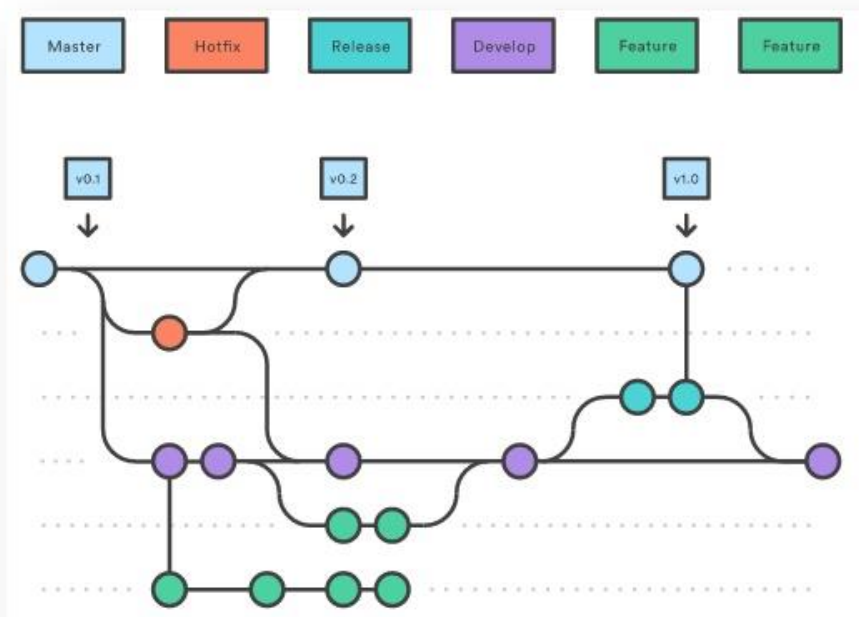 Master
Hotfix
Release
Develop
Feature
Feature
v0.1
v0.2
v1.0